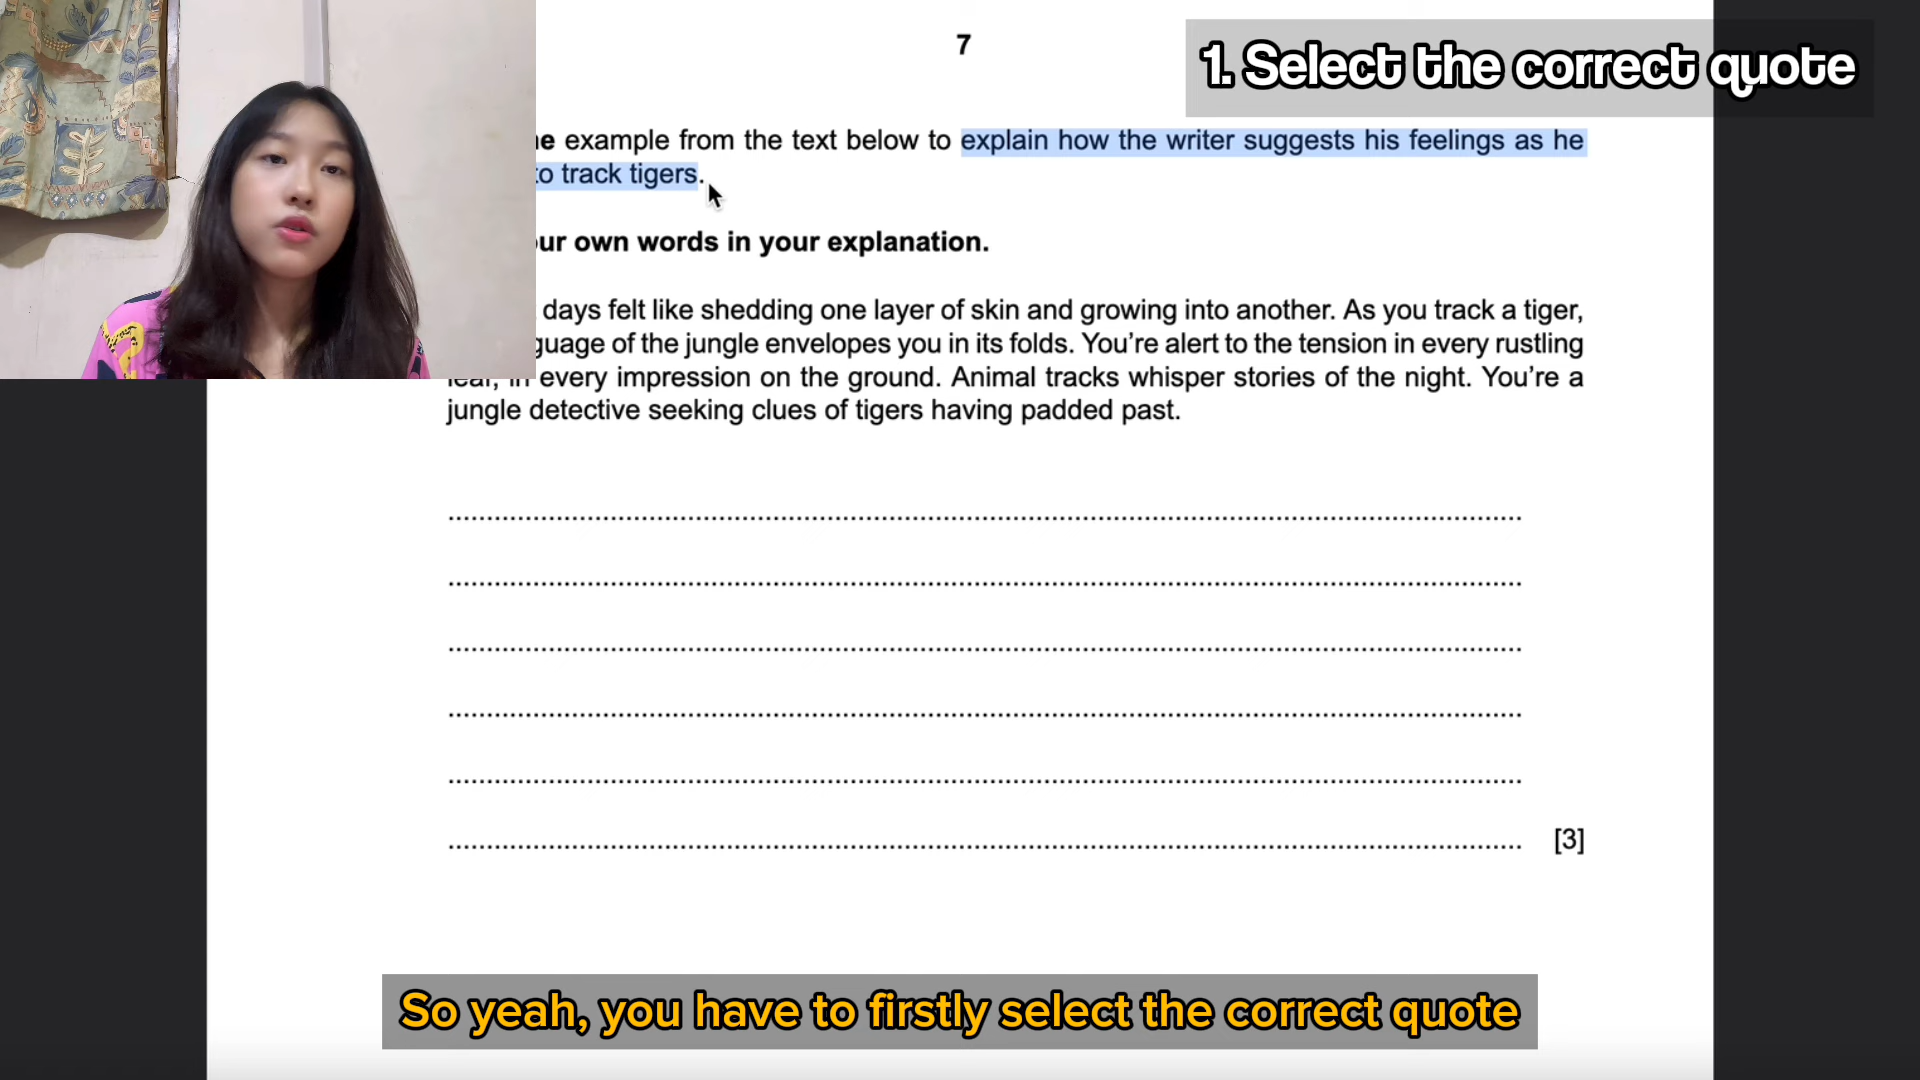 7
1. Select the correct quote
example from the text below to explain how the writer suggests his feelings as he
to track tigers.
own words in your explanation.
days felt like shedding one layer of skin and growing into another. As you track a tiger,
of the jungle envelopes you in its folds. You’re alert to the tension in every rustling
leaf, in every impression on the ground. Animal tracks whisper stories of the night. You’re a
jungle detective seeking clues of tigers having padded past.
[3]
So yeah, you have to firstly select the correct quote